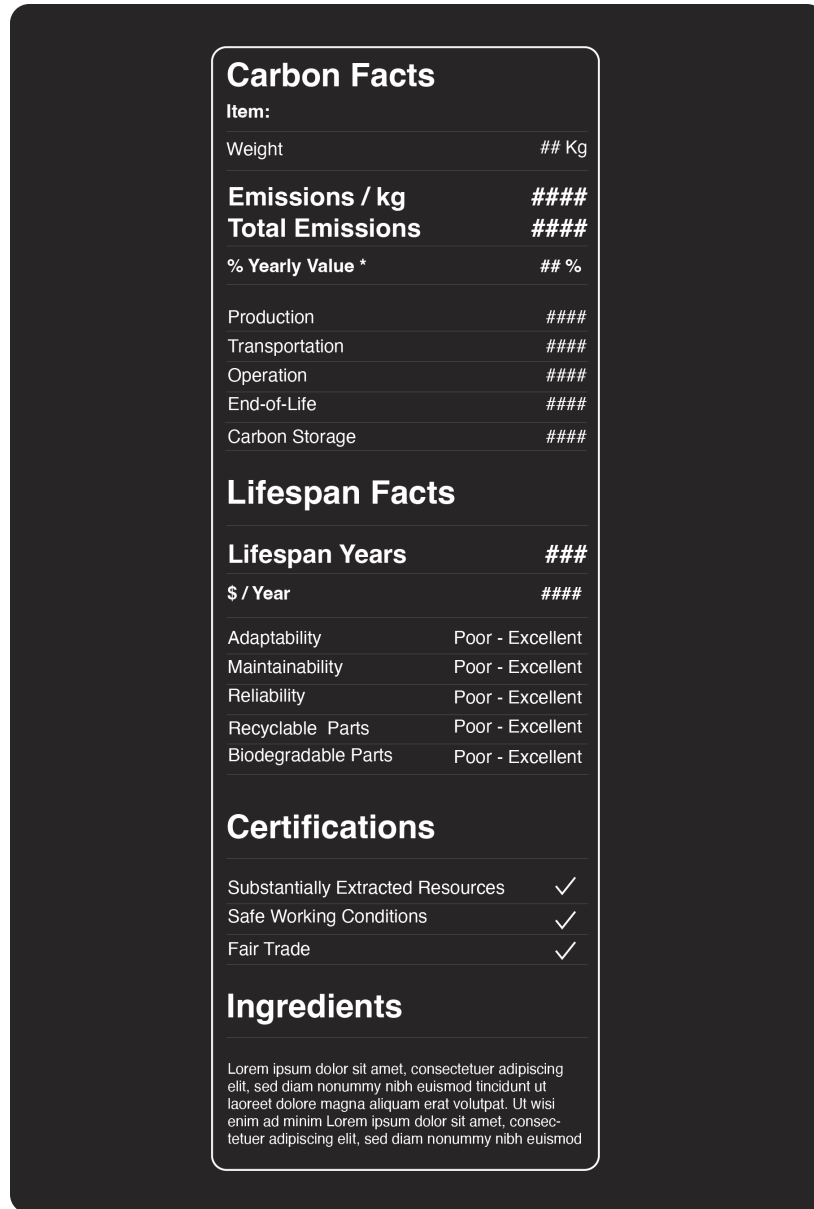 Carbon Facts
Item:
Weight ## Kg
Emissions / kg ####
Total Emissions ####
% Yearly Value * ## %
Production ####
Transportation ####
Operation ####
End-of-Life ####
Carbon Storage ####
Lifespan Facts
Lifespan Years ###
$ / Year ####
Adaptability Poor - Excellent
Maintainability Poor - Excellent
Reliability Poor - Excellent
Recyclable  Parts Poor - Excellent
Biodegradable Parts Poor - Excellent
Certifications
Substantially Extracted Resources ✓
Safe Working Conditions ✓
Fair Trade ✓
Ingredients
Lorem ipsum dolor sit amet, consectetuer adipiscing
elit, sed diam nonummy nibh euismod tincidunt ut
laoreet dolore magna aliquam erat volutpat. Ut wisi
enim ad minim Lorem ipsum dolor sit amet, consec-
tetuer adipiscing elit, sed diam nonummy nibh euismod